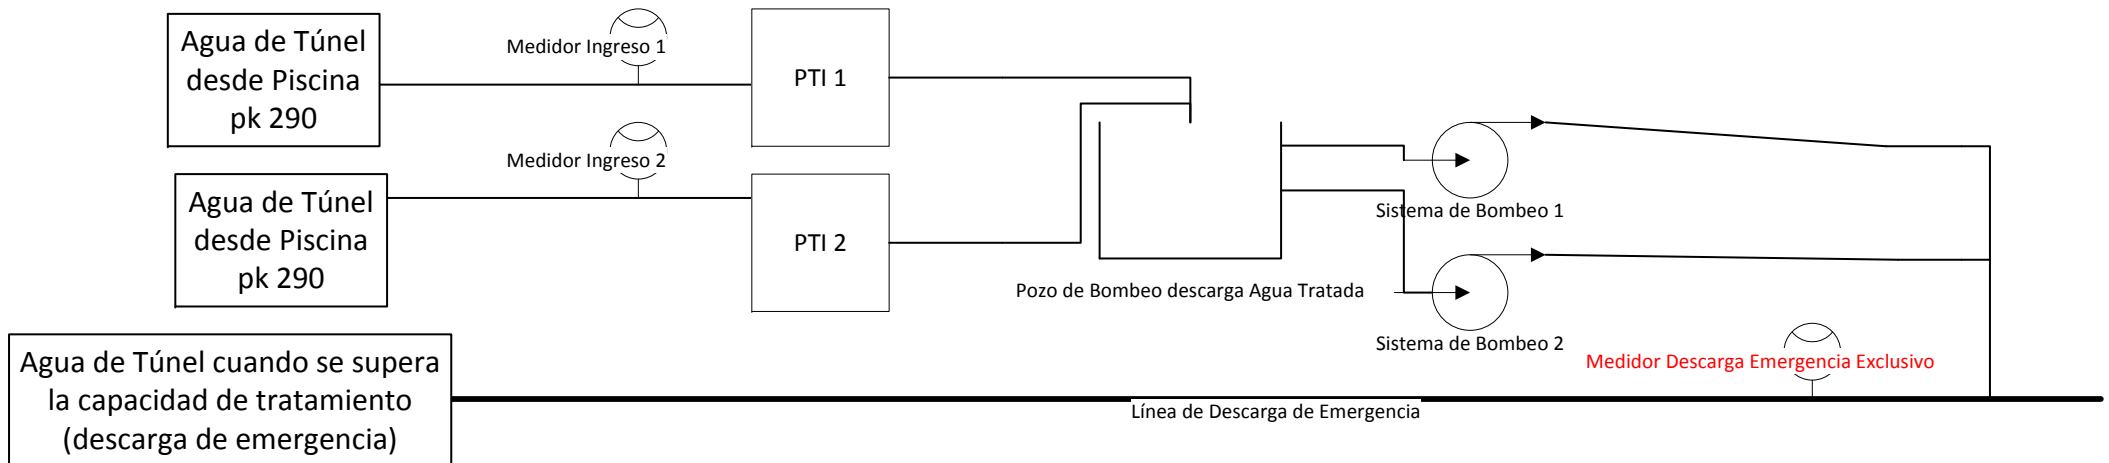 Agua de Túnel
desde Piscina
pk 290
Medidor Ingreso 1
PTI 1
Medidor Ingreso 2
Agua de Túnel
desde Piscina
pk 290
PTI 2
Sistema de Bombeo 1
Pozo de Bombeo descarga Agua Tratada
Sistema de Bombeo 2
Medidor Descarga Emergencia Exclusivo
Agua de Túnel cuando se supera
la capacidad de tratamiento
(descarga de emergencia)
Línea de Descarga de Emergencia